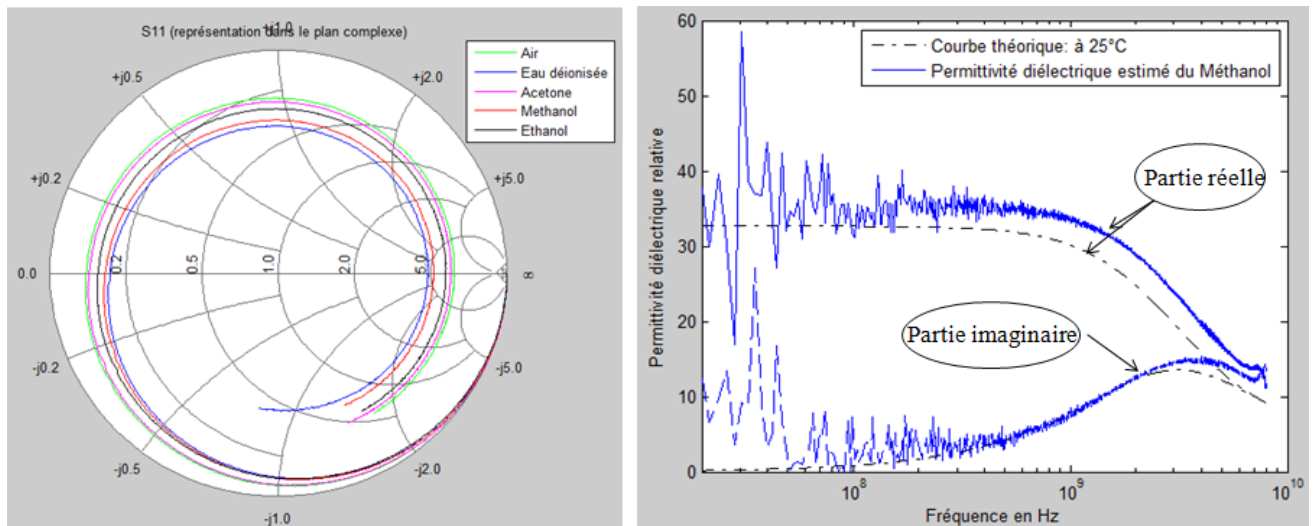 S11 (représentation dans le plan complexe)
+j1.0
+j0.5
+j2.0
+j0.2
+j5.0
0.0
0.2
0.5
1.0
2.0
5.0
∞
-j0.2
-j5.0
-j0.5
-j2.0
-j1.0
Air
Eau déionisée
Acetone
Methanol
Ethanol
60
50
40
30
20
10
0
Permittivité diélectrique relative
Courbe théorique: à 25°C
Permittivité diélectrique estimé du Méthanol
Partie réelle
Partie imaginaire
10^8
10^9
10^10
Fréquence en Hz